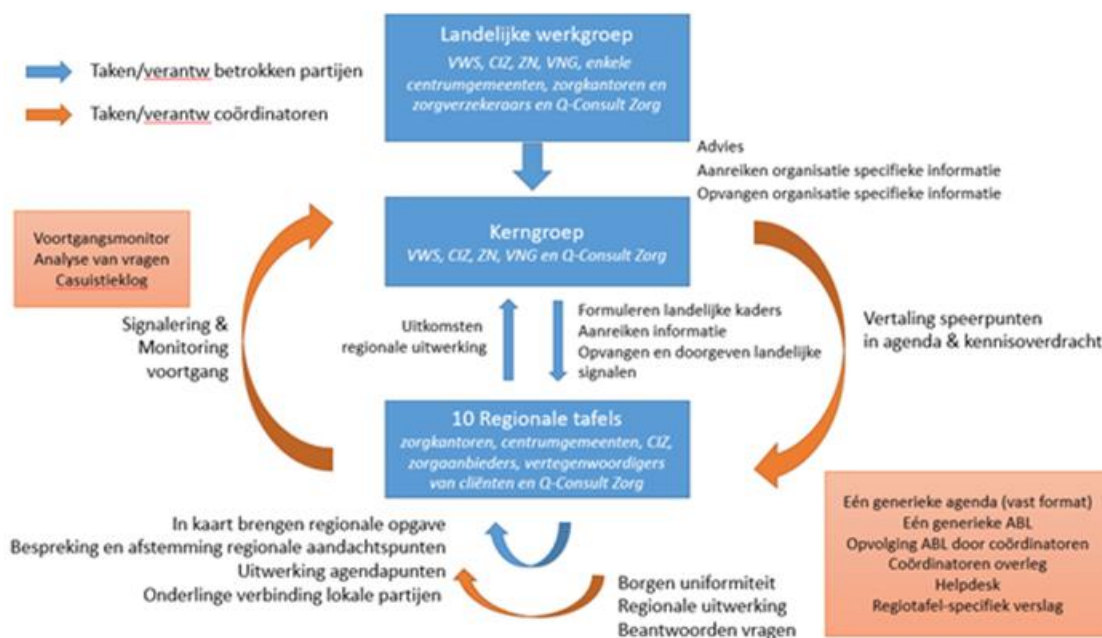 Landelijke werkgroep
VWS, CIZ, ZN, VNG, enkele
centrumgemeenten, zorgkantoren en
zorgverzekeraars en Q-Consult Zorg
Taken/verantw betrokken partijen
Taken/verantw coördinatoren
Advies
Aanreiken organisatie specifieke informatie
Opvangen organisatie specifieke informatie
Kerngroep
VWS, CIZ, ZN, VNG en Q-Consult Zorg
Voortgangsmonitor
Analyse van vragen
Casuistieklog
Signalering &
Monitoring
voortgang
Uitkomsten
regionale uitwerking
Formuleren landelijke kaders
Aanreiken informatie
Opvangen en doorgeven landelijke
signalen
Vertaling speerpunten
in agenda & kennisoverdracht
10 Regionale tafels
zorgkantoren, centrumgemeenten, CIZ,
zorgaanbieders, vertegenwoordigers
van cliënten en Q-Consult Zorg
In kaart brengen regionale opgave
Bespreking en afstemming regionale aandachtspunten
Uitwerking agendapunten
Onderlinge verbinding lokale partijen
Borgen uniformiteit
Regionale uitwerking
Beantwoorden vragen
Eén generieke agenda (vast format)
Eén generieke ABL
Opvolging ABL door coördinatoren
Coördinatoren overleg
Helpdesk
Regiotafel-specifiek verslag